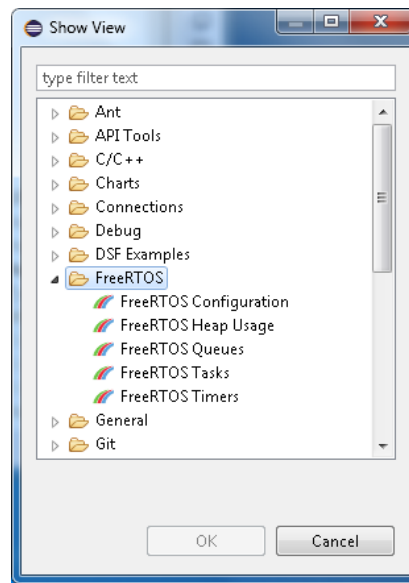 Show View
type filter text
Ant
API Tools
C/C++
Charts
Connections
Debug
DSF Examples
FreeRTOS
FreeRTOS Configuration
FreeRTOS Heap Usage
FreeRTOS Queues
FreeRTOS Tasks
FreeRTOS Timers
General
Git
OK Cancel